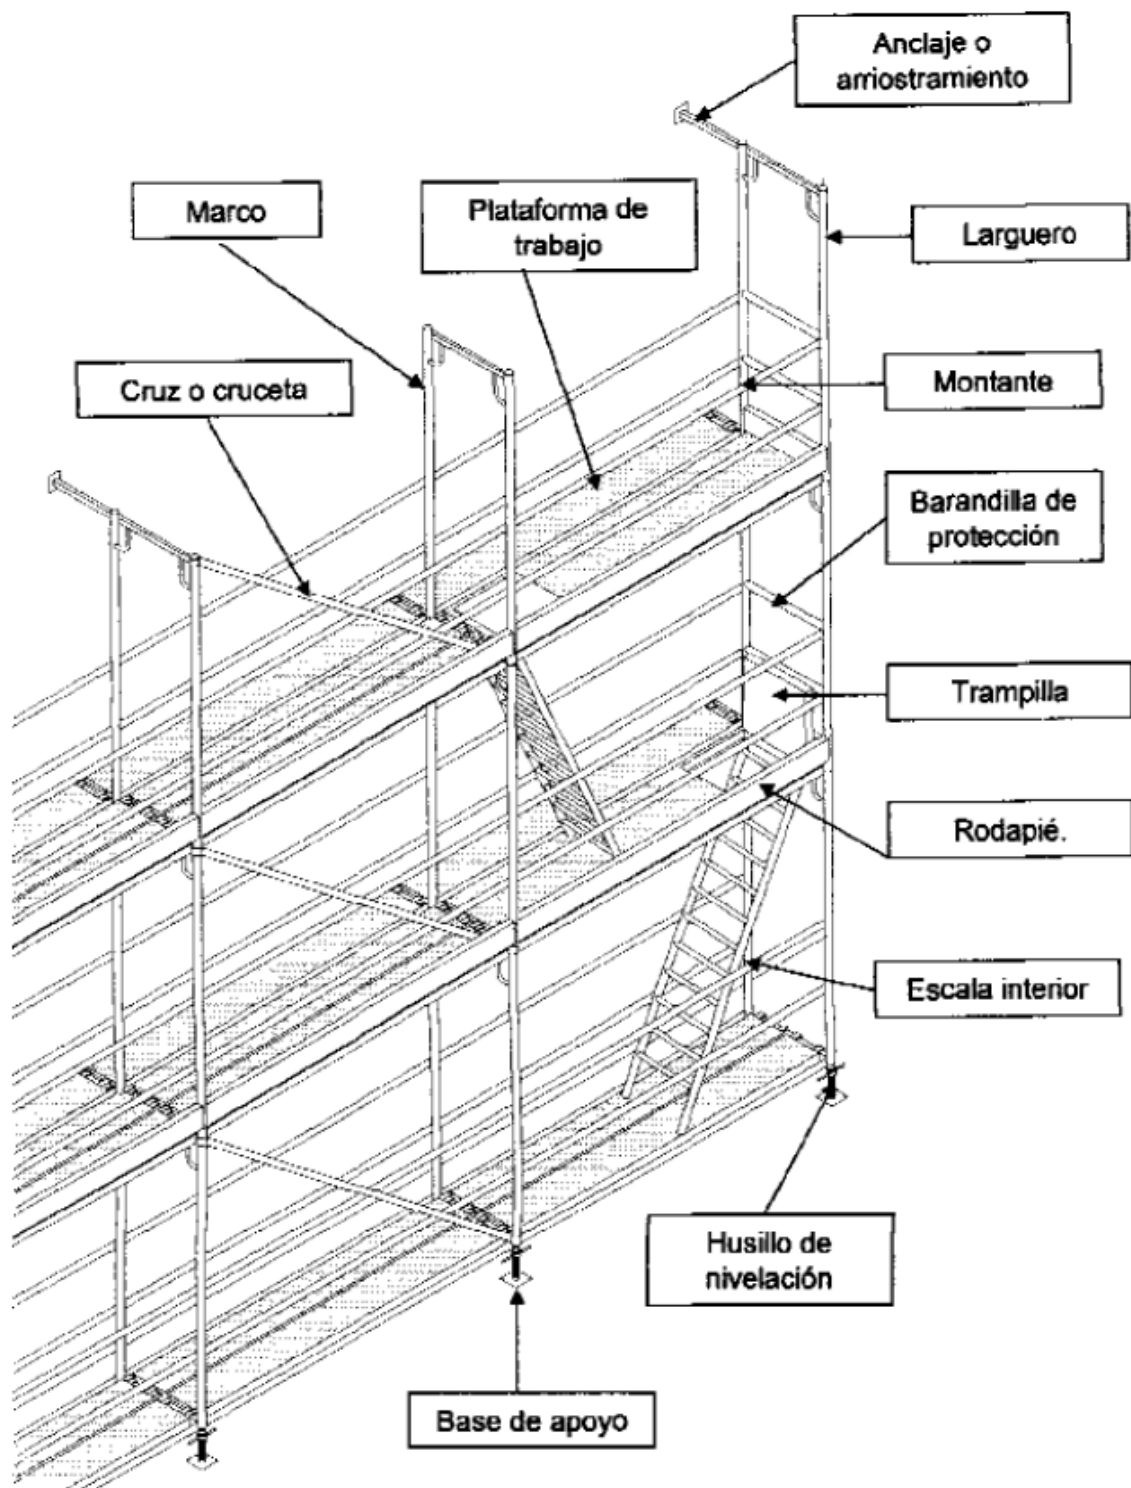 Anclaje o
arriostramiento
Marco
Plataforma de
trabajo
Larguero
Cruz o cruceta
Montante
Barandilla de
protección
Trampilla
Rodapié.
Escala interior
Husillo de
nivelación
Base de apoyo